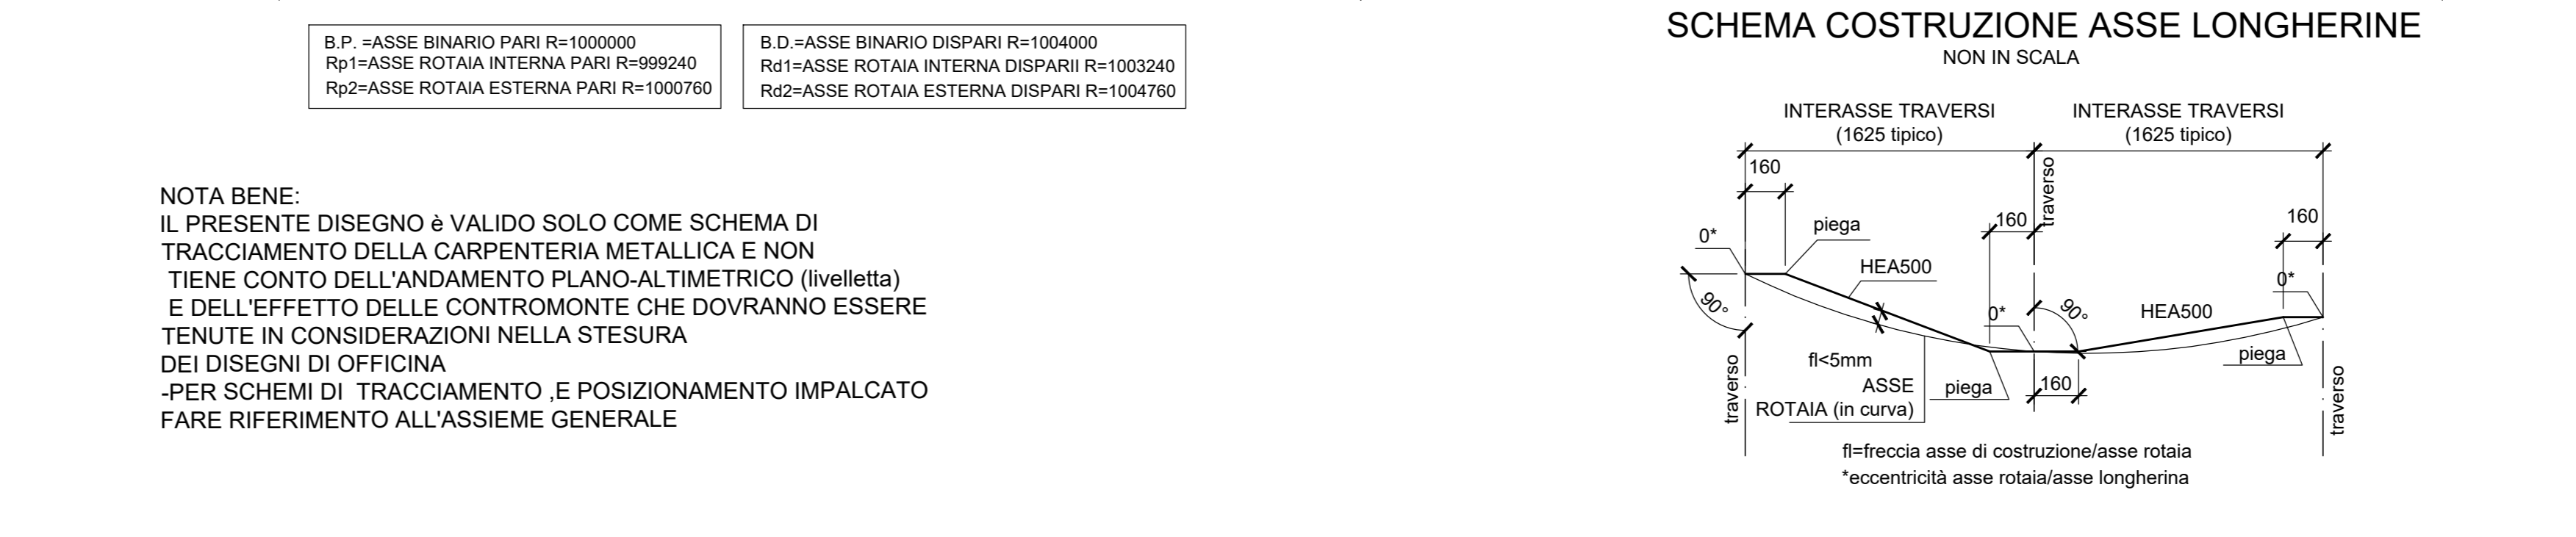 B.P. =ASSE BINARIO PARI R=1000000
Rp1=ASSE ROTAIA INTERNA PARI R=999240
Rp2=ASSE ROTAIA ESTERNA PARI R=1000760
B.D.=ASSE BINARIO DISPARI R=1004000
Rd1=ASSE ROTAIA INTERNA DISPARII R=1003240
Rd2=ASSE ROTAIA ESTERNA DISPARI R=1004760
NOTA BENE:
IL PRESENTE DISEGNO è VALIDO SOLO COME SCHEMA DI
TRACCIAMENTO DELLA CARPENTERIA METALLICA E NON
TIENE CONTO DELL'ANDAMENTO PLANO-ALTIMETRICO (livelletta)
E DELL'EFFETTO DELLE CONTROMONTE CHE DOVRANNO ESSERE
TENUTE IN CONSIDERAZIONI NELLA STESURA
DEI DISEGNI DI OFFICINA
-PER SCHEMI DI TRACCIAMENTO ,E POSIZIONAMENTO IMPALCATO
FARE RIFERIMENTO ALL'ASSIEME GENERALE
SCHEMA COSTRUZIONE ASSE LONGHERINE
NON IN SCALA
INTERASSE TRAVERSI
(1625 tipico)
INTERASSE TRAVERSI
(1625 tipico)
160
traverso
160
160
piega
0*
HEA500
0*
90°
0*
90°
HEA500
fl<5mm
ASSE
ROTAIA (in curva)
piega
160
piega
traverso
traverso
fl=freccia asse di costruzione/asse rotaia
*eccentricità asse rotaia/asse longherina